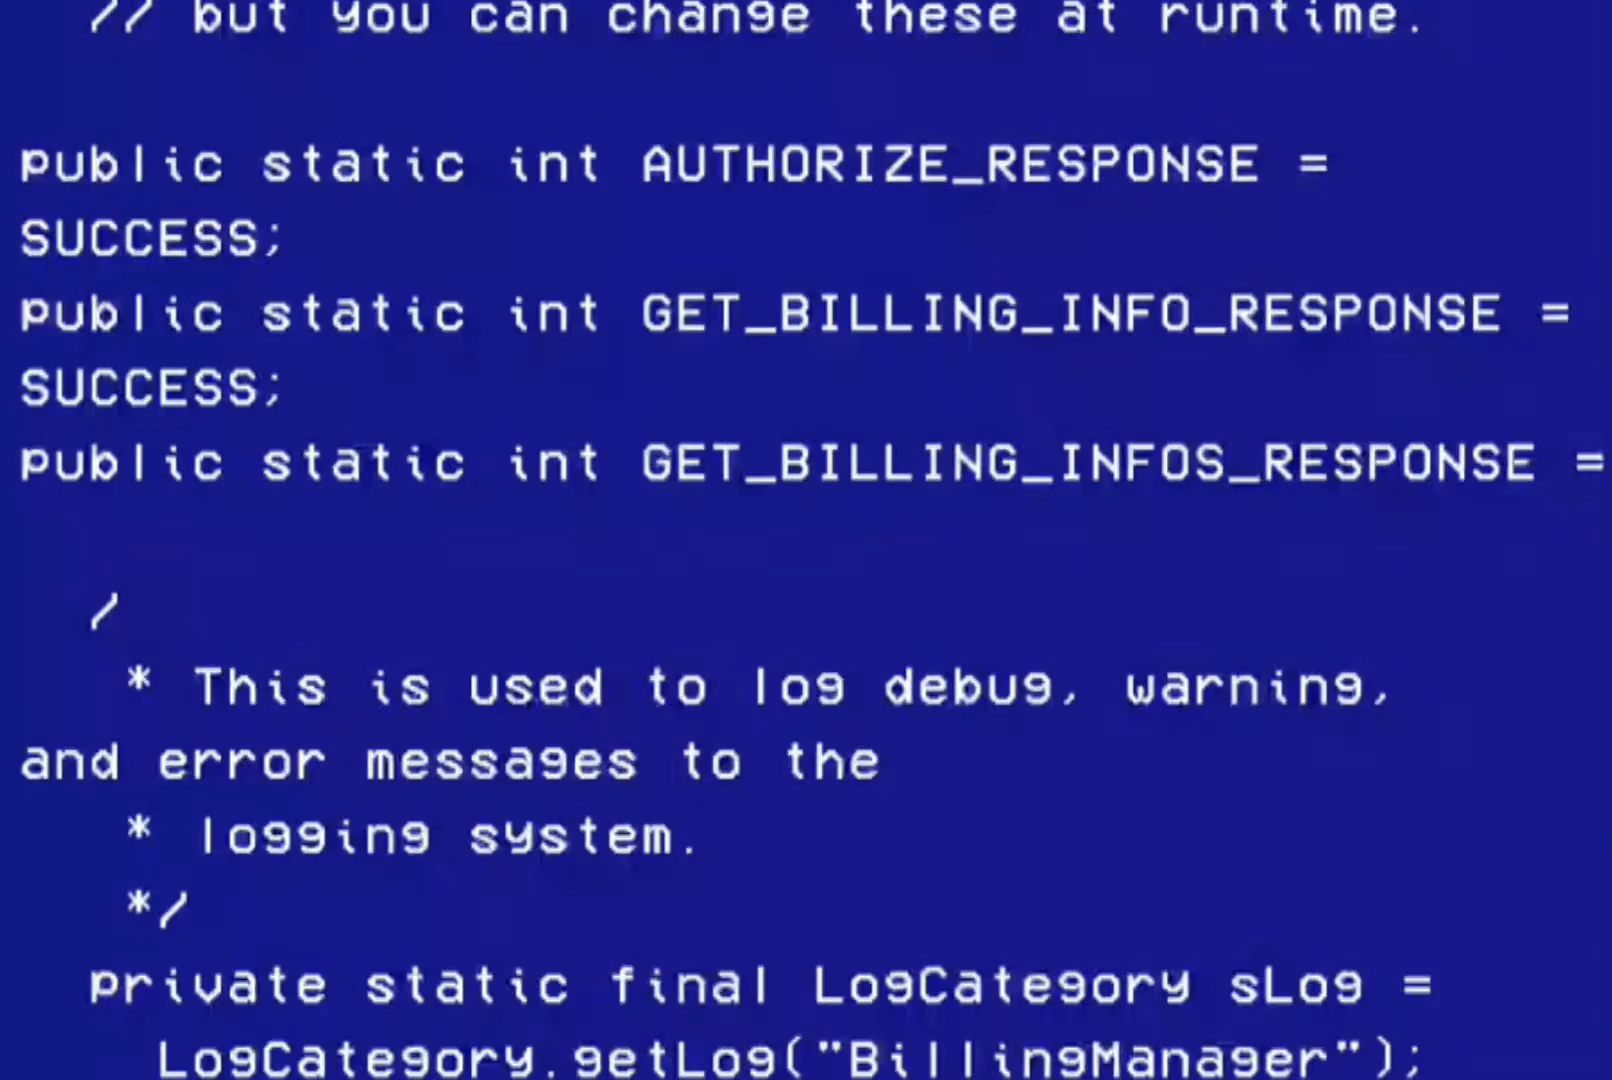 // but you can change these at runtime.
public static int AUTHORIZE_RESPONSE =
SUCCESS;
public static int GET_BILLING_INFO_RESPONSE =
SUCCESS;
public static int GET_BILLING_INFOS_RESPONSE =
/
* This is used to log debug, warning,
and error messages to the
* logging system.
*/
private static final LogCategory sLog =
LogCategory.getLog("BillingManager");